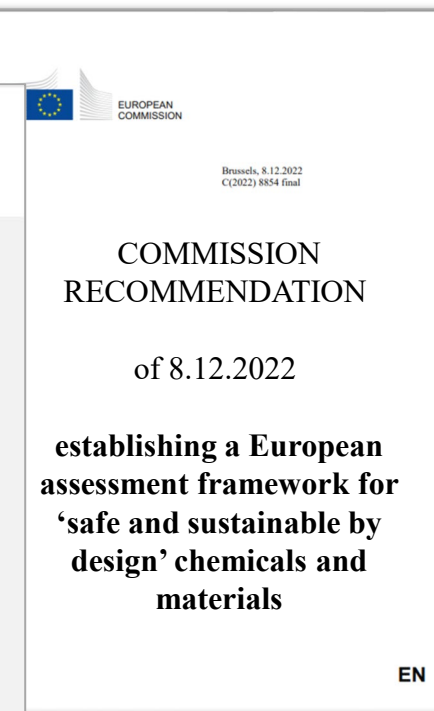 EUROPEAN
COMMISSION
Brussels, 8.12.2022
C(2022) 8854 final
COMMISSION
RECOMMENDATION
of 8.12.2022
establishing a European
assessment framework for
‘safe and sustainable by
design’ chemicals and
materials
EN